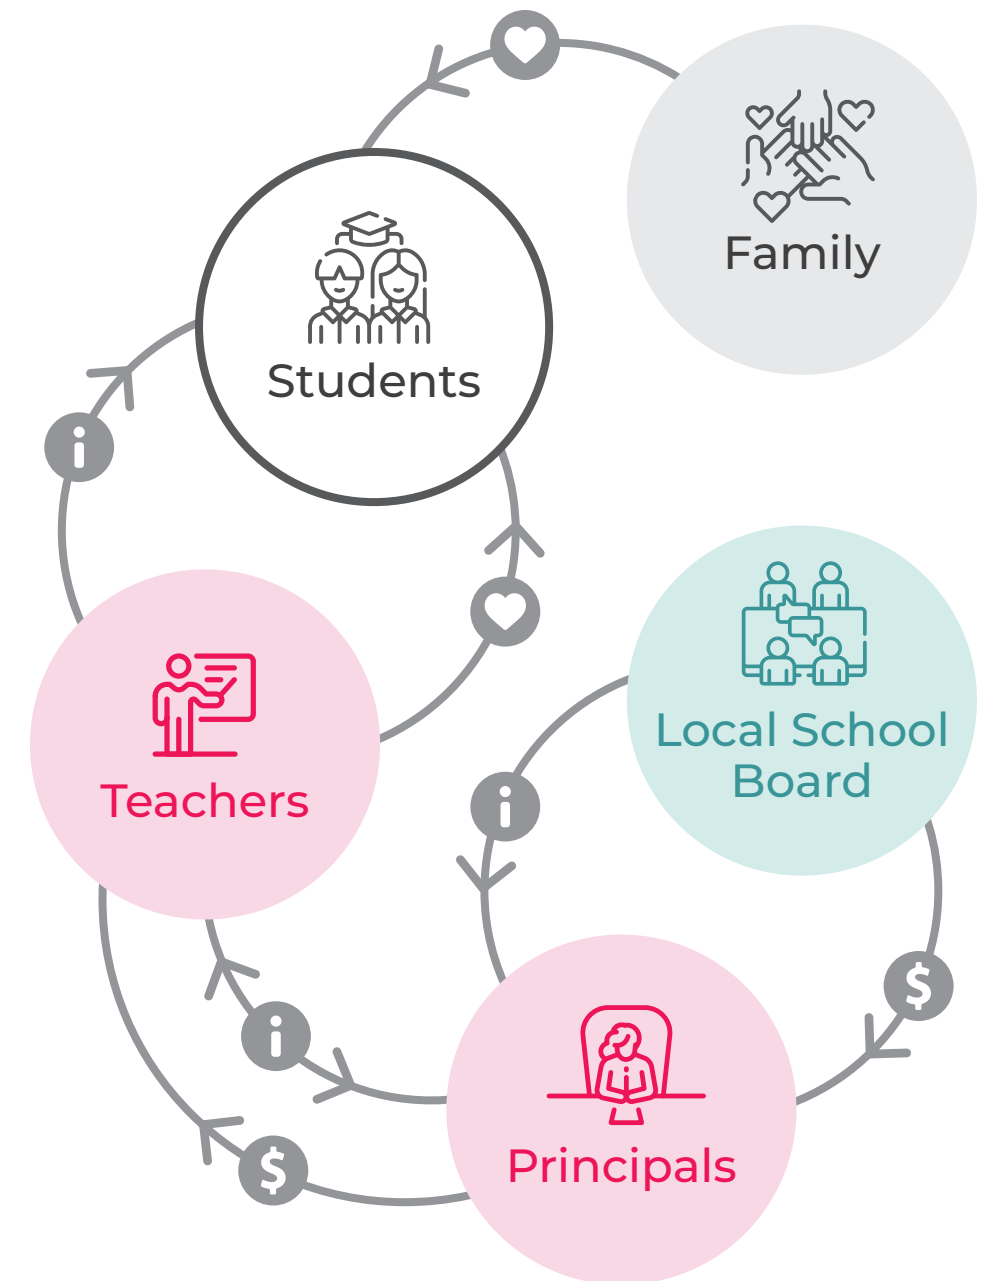 Family
Students
i
Local School
Board
Teachers
i
$
i
$
Principals